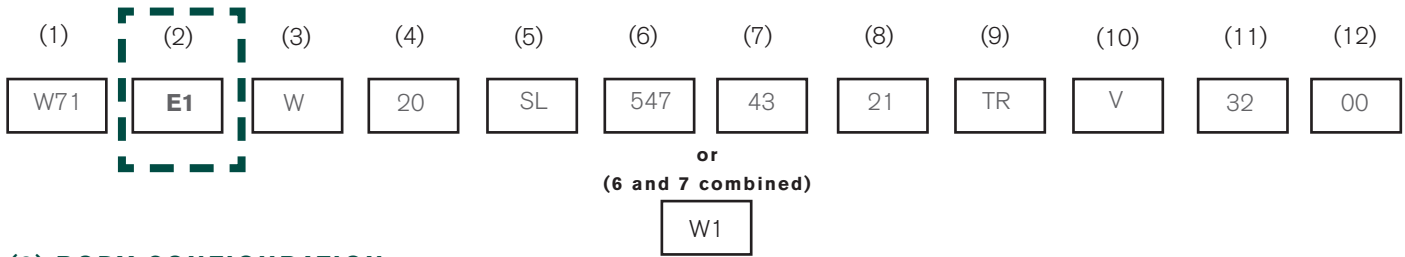 (1) (2) (3) (4) (5) (6) (7) (8) (9) (10) (11) (12)
W71 E1 W 20 SL 547 43 21 TR V 32 00
or
(6 and 7 combined)
W1